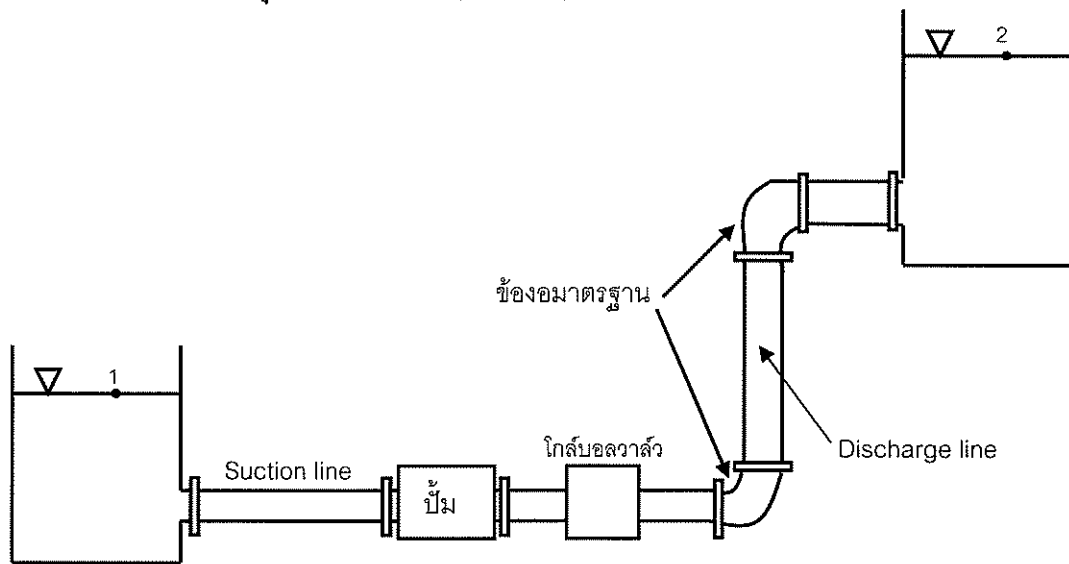 2
ข้องอมาตรฐาน
1
โกล์บอลวาล์ว
Suction line
Discharge line
ปั๊ม